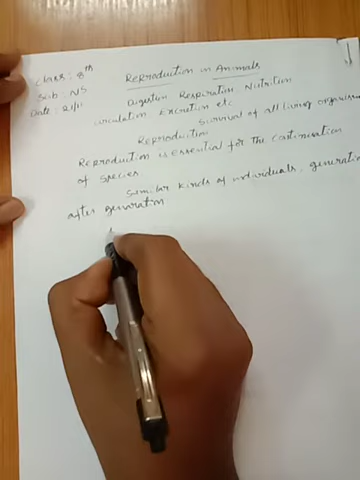 Class: 8th
Sub: NS
Date: 2/11
Reproduction in Animals
Digestion Respiration, Nutrition
Circulation Excretion etc
Survival of all living organism
Reproduction
Reproduction is essential for the Continuation
of species
Similar kinds of individuals, generation
after generation